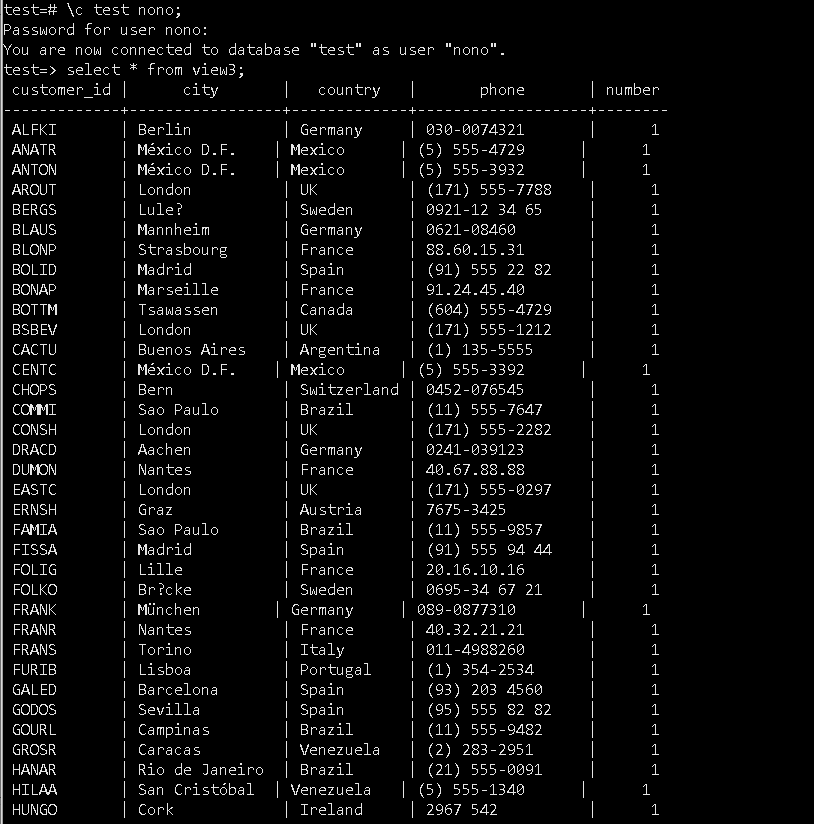 test=# \c test nono;
Password for user nono:
You are now connected to database "test" as user "nono".
test=> select * from view3;
 customer_id |      city       |   country   |       phone       | number
-------------+-----------------+-------------+-------------------+--------
 ALFKI       | Berlin          | Germany     | 030-0074321       |      1
 ANATR       | México D.F.    | Mexico      | (5) 555-4729      |      1
 ANTON       | México D.F.    | Mexico      | (5) 555-3932      |      1
 AROUT       | London          | UK          | (171) 555-7788    |      1
 BERGS       | Lule?           | Sweden      | 0921-12 34 65     |      1
 BLAUS       | Mannheim        | Germany     | 0621-08460        |      1
 BLONP       | Strasbourg      | France      | 88.60.15.31       |      1
 BOLID       | Madrid          | Spain       | (91) 555 22 82    |      1
 BONAP       | Marseille       | France      | 91.24.45.40       |      1
 BOTTM       | Tsawassen       | Canada      | (604) 555-4729    |      1
 BSBEV       | London          | UK          | (171) 555-1212    |      1
 CACTU       | Buenos Aires    | Argentina   | (1) 135-5555      |      1
 CENTC       | México D.F.    | Mexico      | (5) 555-3392      |      1
 CHOPS       | Bern            | Switzerland | 0452-076545       |      1
 COMMI       | Sao Paulo       | Brazil      | (11) 555-7647     |      1
 CONSH       | London          | UK          | (171) 555-2282    |      1
 DRACD       | Aachen          | Germany     | 0241-039123       |      1
 DUMON       | Nantes          | France      | 40.67.88.88       |      1
 EASTC       | London          | UK          | (171) 555-0297    |      1
 ERNSH       | Graz            | Austria     | 7675-3425         |      1
 FAMIA       | Sao Paulo       | Brazil      | (11) 555-9857     |      1
 FISSA       | Madrid          | Spain       | (91) 555 94 44    |      1
 FOLIG       | Lille           | France      | 20.16.10.16       |      1
 FOLKO       | Br?cke          | Sweden      | 0695-34 67 21     |      1
 FRANK       | München        | Germany     | 089-0877310       |      1
 FRANR       | Nantes          | France      | 40.32.21.21       |      1
 FRANS       | Torino          | Italy       | 011-4988260       |      1
 FURIB       | Lisboa          | Portugal    | (1) 354-2534      |      1
 GALED       | Barcelona       | Spain       | (93) 203 4560     |      1
 GODOS       | Sevilla         | Spain       | (95) 555 82 82    |      1
 GOURL       | Campinas        | Brazil      | (11) 555-9482     |      1
 GROSR       | Caracas         | Venezuela   | (2) 283-2951      |      1
 HANAR       | Rio de Janeiro  | Brazil      | (21) 555-0091     |      1
 HILAA       | San Cristóbal  | Venezuela   | (5) 555-1340      |      1
 HUNGO       | Cork            | Ireland     | 2967 542          |      1